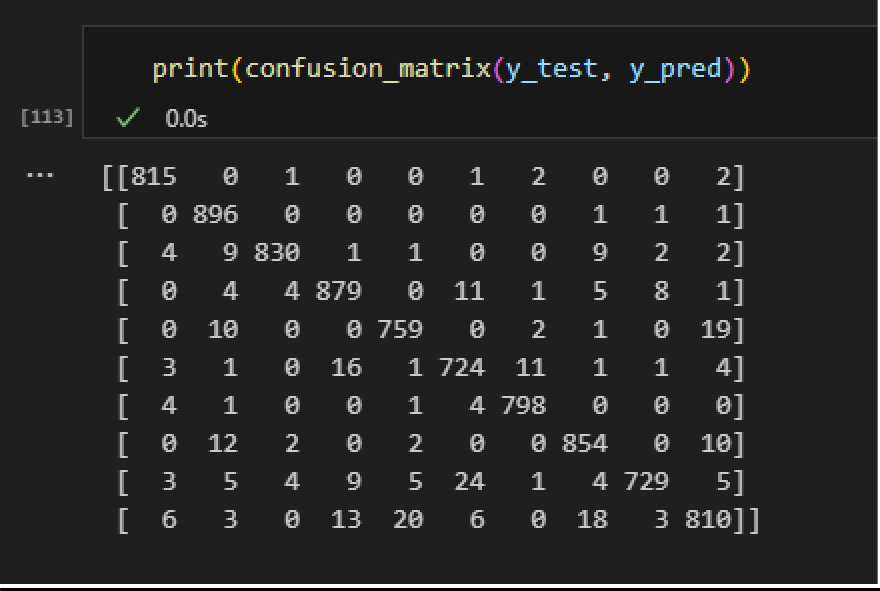 print(confusion_matrix(y_test, y_pred))
[113] 0.0s
... [[815 0 1 0 0 1 2 0 0 2]
[ 0 896 0 0 0 0 0 1 1 1]
[ 4 9 830 1 1 0 0 9 2 2]
[ 0 4 4 879 0 11 1 5 8 1]
[ 0 10 0 0 759 0 2 1 0 19]
[ 3 1 0 16 1 724 11 1 1 4]
[ 4 1 0 0 1 4 798 0 0 0]
[ 0 12 2 0 2 0 0 854 0 10]
[ 3 5 4 9 5 24 1 4 729 5]
[ 6 3 0 13 20 6 0 18 3 810]]